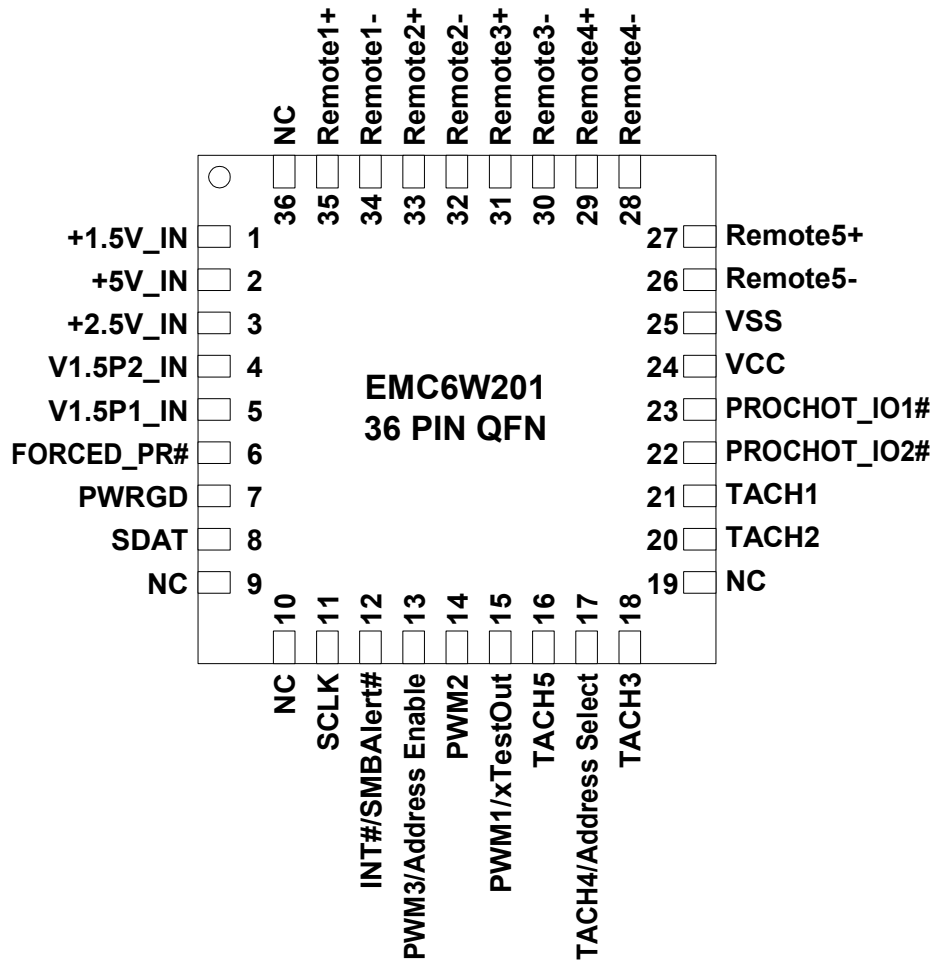 NC
Remote1+
Remote1-
Remote2+
Remote2-
Remote3+
Remote3-
Remote4+
Remote4-
36
35
34
33
32
31
30
29
28
+1.5V_IN 1
+5V_IN 2
+2.5V_IN 3
V1.5P2_IN 4
V1.5P1_IN 5
FORCED_PR# 6
PWRGD 7
SDAT 8
NC 9
EMC6W201
36 PIN QFN
27 Remote5+
26 Remote5-
25 VSS
24 VCC
23 PROCHOT_IO1#
22 PROCHOT_IO2#
21 TACH1
20 TACH2
19 NC
10
11
12
13
14
15
16
17
18
NC
SCLK
INT#/SMBAlert#
PWM3/Address Enable
PWM2
PWM1/xTestOut
TACH5
TACH4/Address Select
TACH3